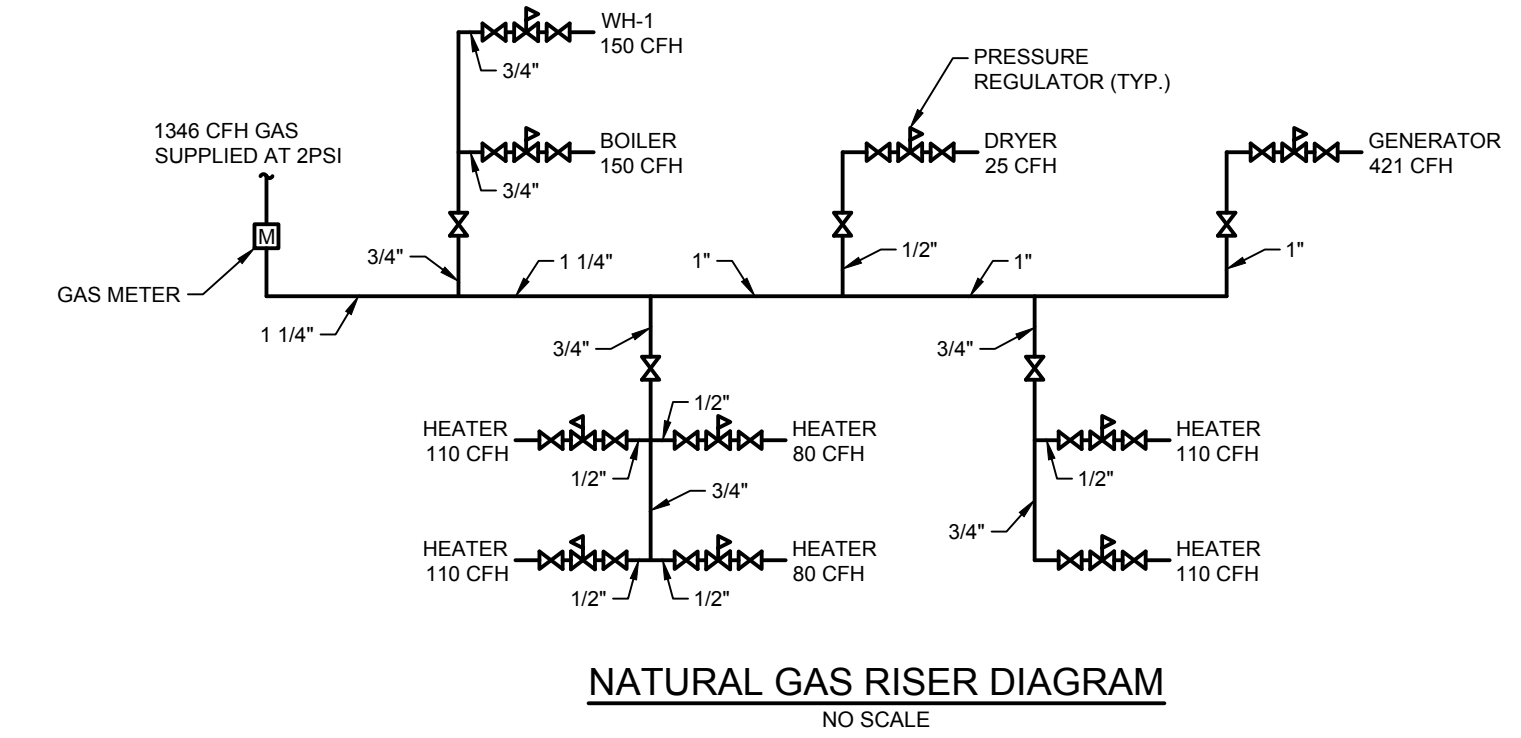 WH-1
150 CFH
3/4"
PRESSURE
REGULATOR (TYP.)
1346 CFH GAS
SUPPLIED AT 2PSI
BOILER
150 CFH
3/4"
DRYER
25 CFH
GENERATOR
421 CFH
M
GAS METER
3/4"
1 1/4"
1"
1/2"
1"
1"
1 1/4"
3/4"
3/4"
1/2"
HEATER
110 CFH
HEATER
80 CFH
HEATER
110 CFH
1/2"
1/2"
3/4"
3/4"
HEATER
110 CFH
HEATER
80 CFH
HEATER
110 CFH
1/2"
1/2"
NATURAL GAS RISER DIAGRAM
NO SCALE